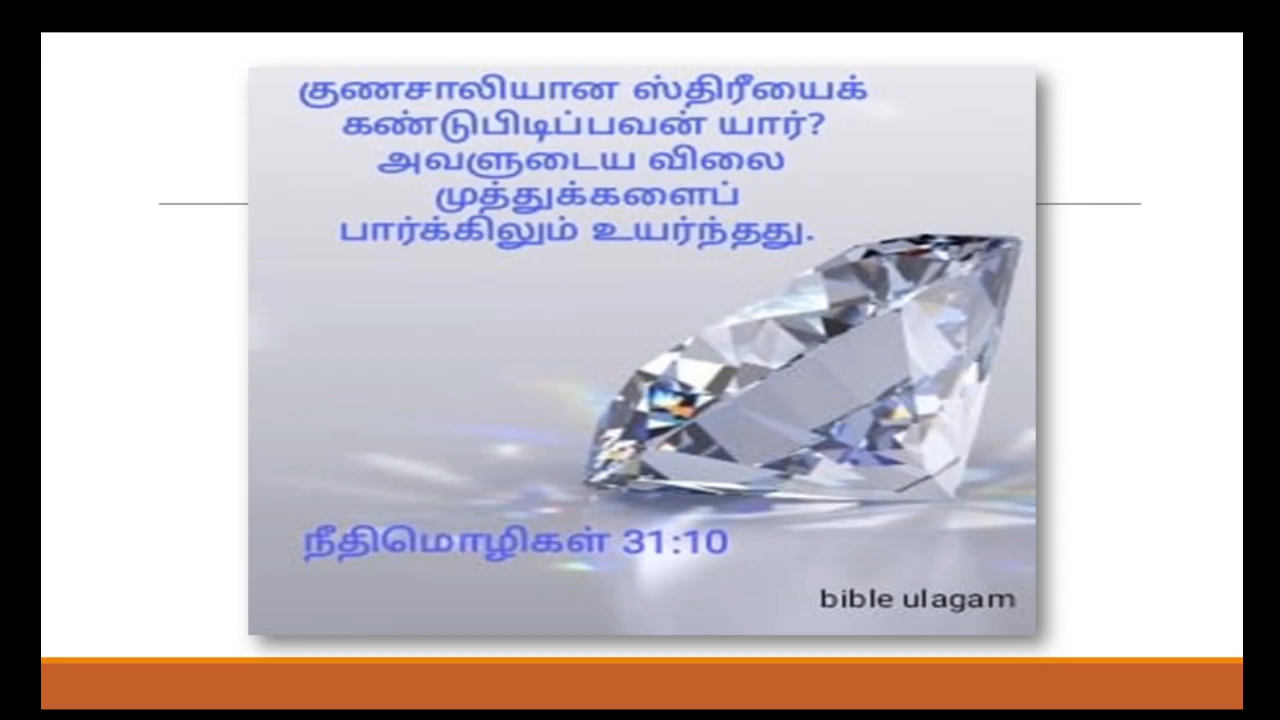 குணசாலியான ஸ்திரீயைக்
கண்டுபிடிப்பவன் யார்?
அவளுடைய விலை
முத்துக்களைப்
பார்க்கிலும் உயர்ந்தது.
நீதிமொழிகள் 31:10
bible ulagam